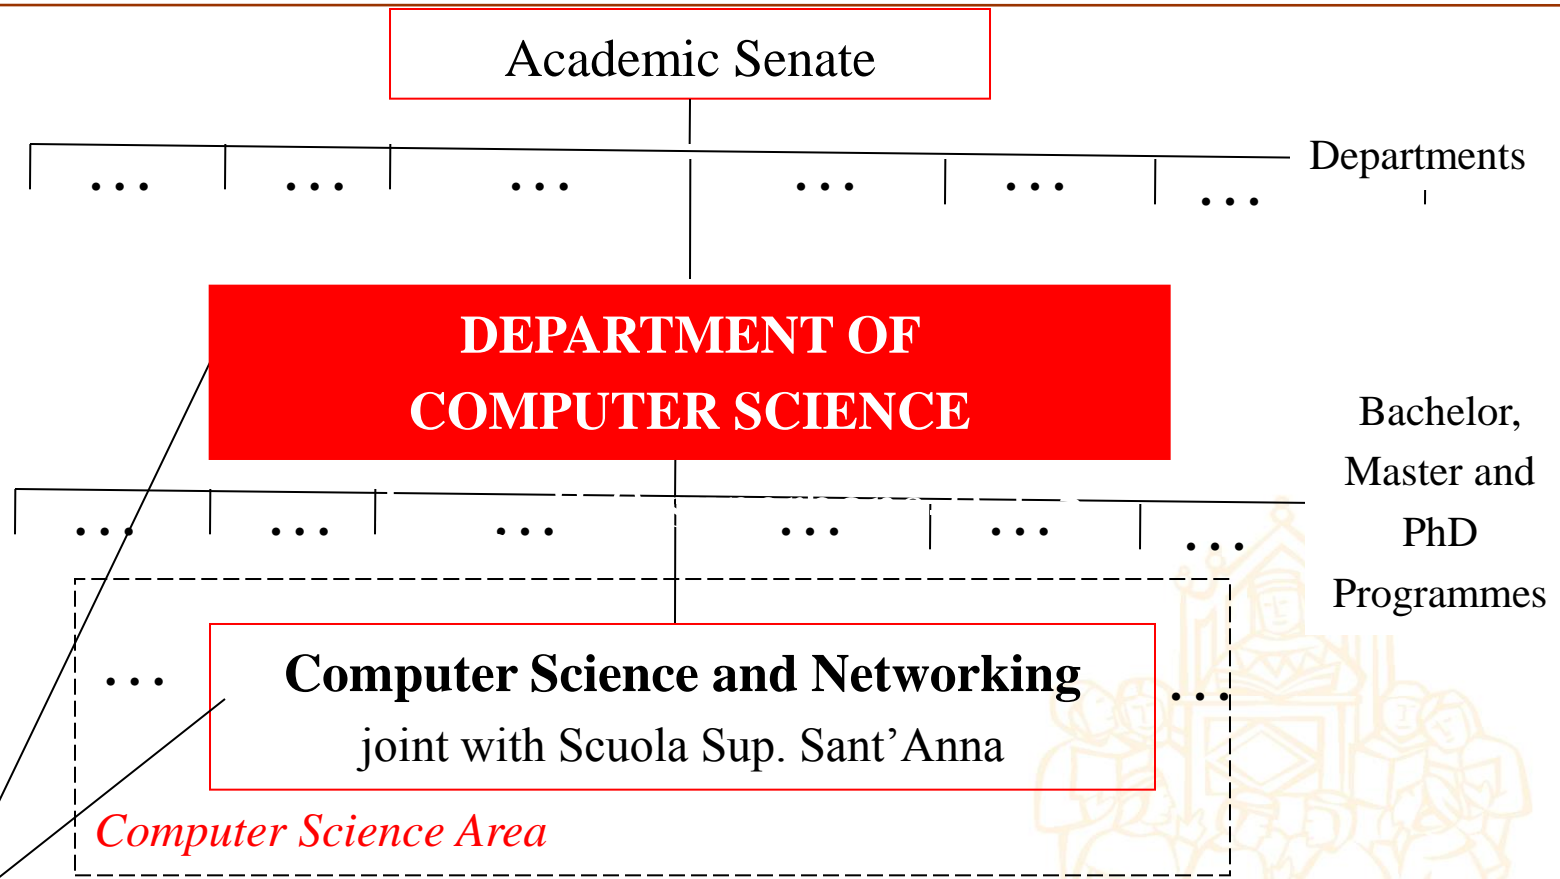 Academic Senate
Departments
... ... ... ... ... ...
DEPARTMENT OF
COMPUTER SCIENCE
Bachelor,
Master and
PhD
Programmes
... ... ... ... ... ...
... Computer Science and Networking ...
joint with Scuola Sup. Sant’Anna
Computer Science Area